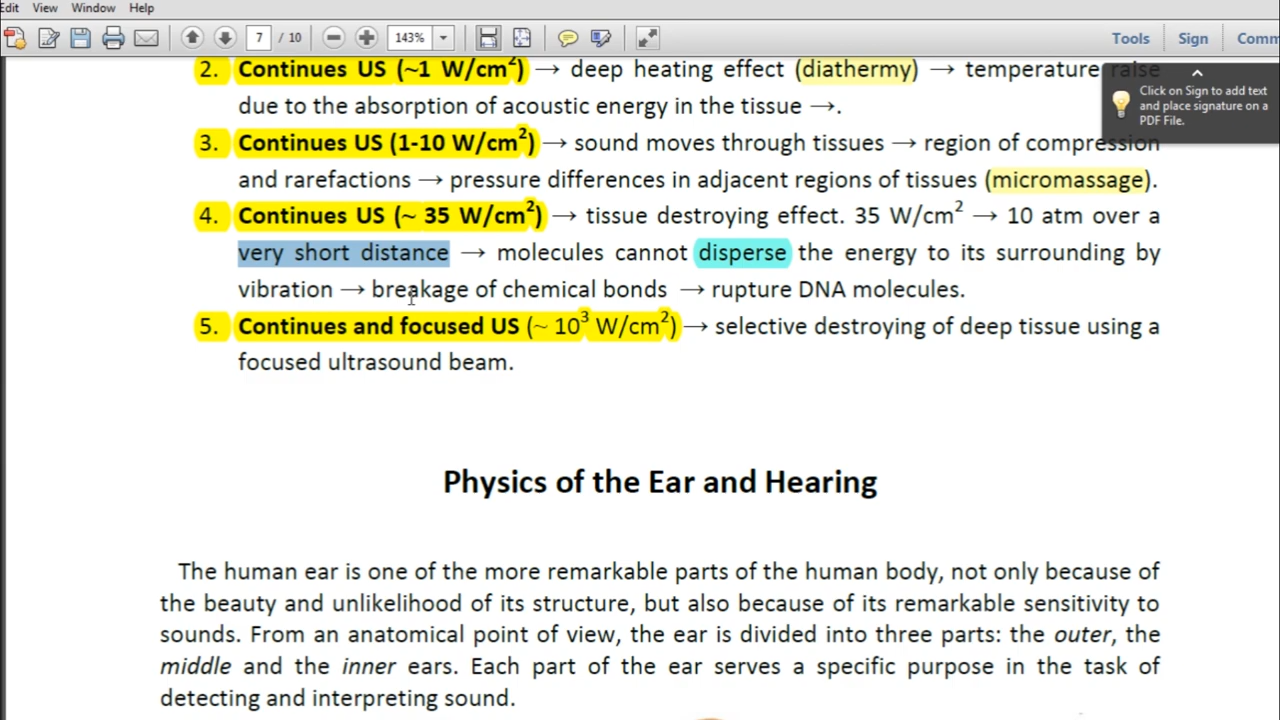 Edit View Window Help
7 / 10 143% Tools Sign Comm
2. Continues US (~1 W/cm²) → deep heating effect (diathermy) → temperature raise
due to the absorption of acoustic energy in the tissue →.
3. Continues US (1-10 W/cm²) → sound moves through tissues → region of compression
and rarefactions → pressure differences in adjacent regions of tissues (micromassage).
4. Continues US (~ 35 W/cm²) → tissue destroying effect. 35 W/cm² → 10 atm over a
very short distance → molecules cannot disperse the energy to its surrounding by
vibration → breakage of chemical bonds → rupture DNA molecules.
5. Continues and focused US (~ 10³ W/cm²) → selective destroying of deep tissue using a
focused ultrasound beam.
Click on Sign to add text
and place signature on a
PDF File.
Physics of the Ear and Hearing
The human ear is one of the more remarkable parts of the human body, not only because of
the beauty and unlikelihood of its structure, but also because of its remarkable sensitivity to
sounds. From an anatomical point of view, the ear is divided into three parts: the outer, the
middle and the inner ears. Each part of the ear serves a specific purpose in the task of
detecting and interpreting sound.